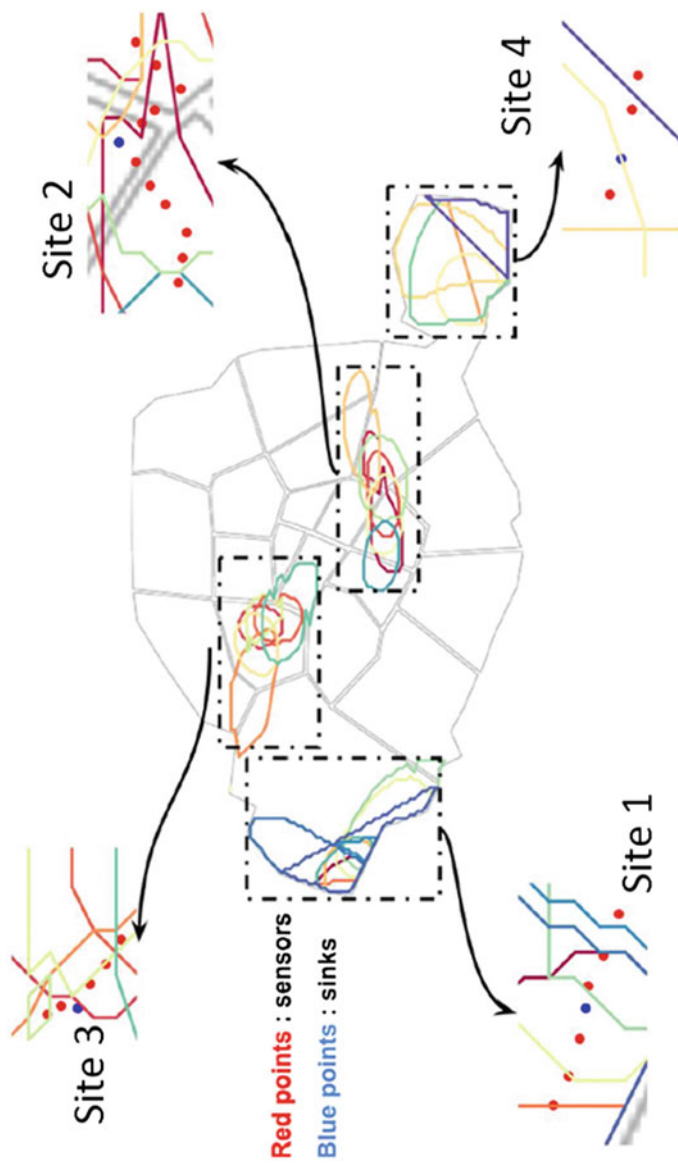 Site 3
Site 2
Red points : sensors
Blue points : sinks
Site 1
Site 4